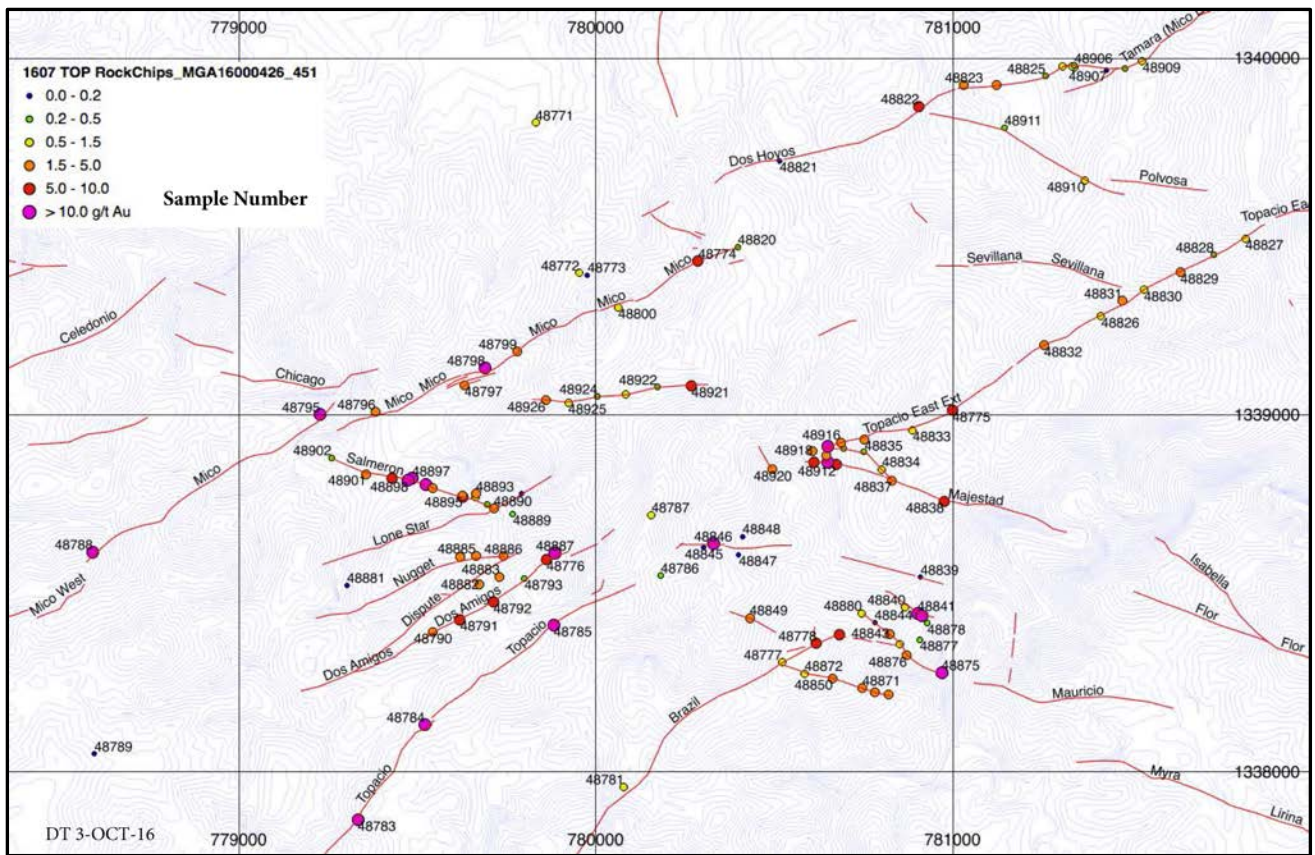 779000
780000
781000
1607 TOP RockChips_MGA16000426_451
0.0 - 0.2
0.2 - 0.5
0.5 - 1.5
1.5 - 5.0
5.0 - 10.0
> 10.0 g/t Au
Sample Number
Tamara (Mico
48906
48825
48907
48909
1340000
48823
48822
48771
48911
Dos Hoyos
48821
48910
Polvosa
Topacio Ea
48820
48774
48828
48827
Mico
Sevillana
Sevillana
48772
48773
48829
48831
48830
Celedonio
Mico
48800
48826
Mico
48799
48832
48798
Chicago
Mico
48797
48924
48922
48921
48926
48925
48795
48796
Mico
48775
1339000
Topacio East Ext
48916
48835
48833
48902
48918
Mico
Salmeron
48897
48920
48912
48834
48901
48898
48893
48895
48890
48837
Majestad
48838
48889
48787
Lone Star
48846
48848
48788
48885
48886
48887
48845
48847
48776
Nugget
48883
48793
48786
48839
Isabella
48881
48882
Mico West
Dispute
Dos Amigos
48792
48840
48841
48880
48844
Flor
48849
48791
48785
48878
48790
48778
48843
48877
Topacio
Flor
Dos Amigos
48777
48872
48876
48875
48850
48871
Mauricio
Brazil
48784
48789
1338000
48781
Myra
Topacio
Lirina
48783
DT 3-OCT-16
779000
780000
781000